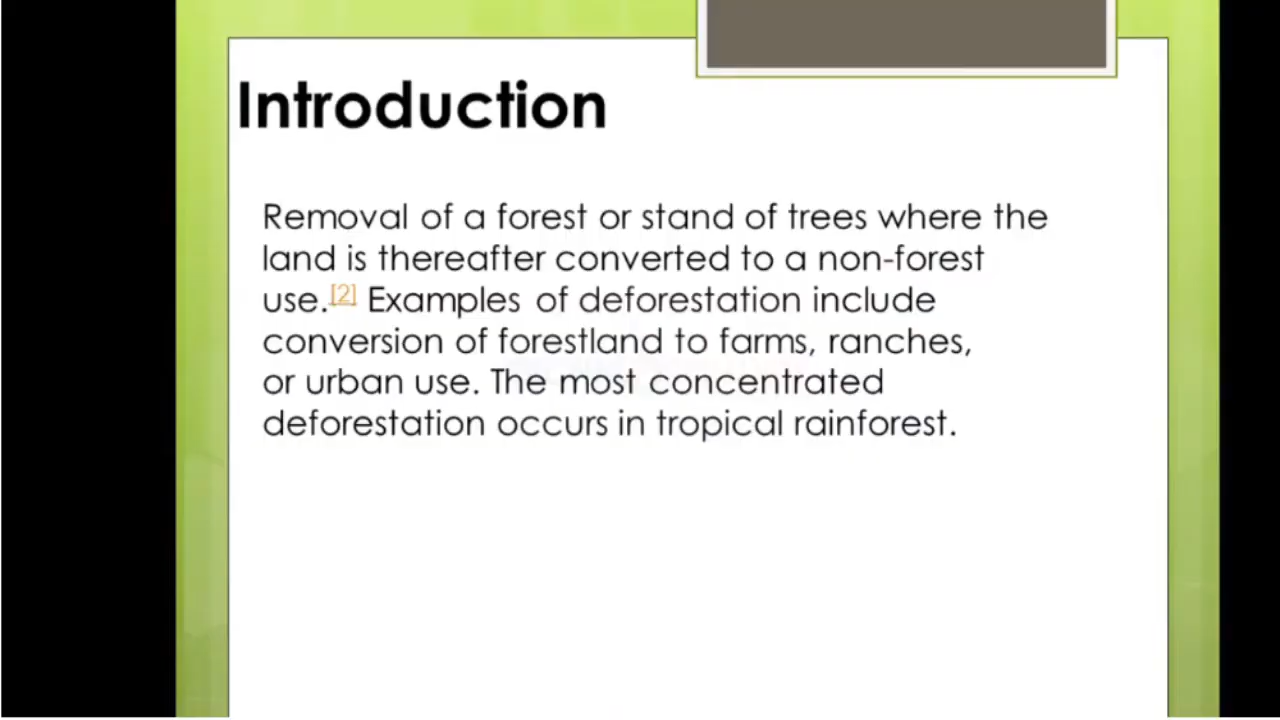 Introduction
Removal of a forest or stand of trees where the
land is thereafter converted to a non-forest
use.[2] Examples of deforestation include
conversion of forestland to farms, ranches,
or urban use. The most concentrated
deforestation occurs in tropical rainforest.